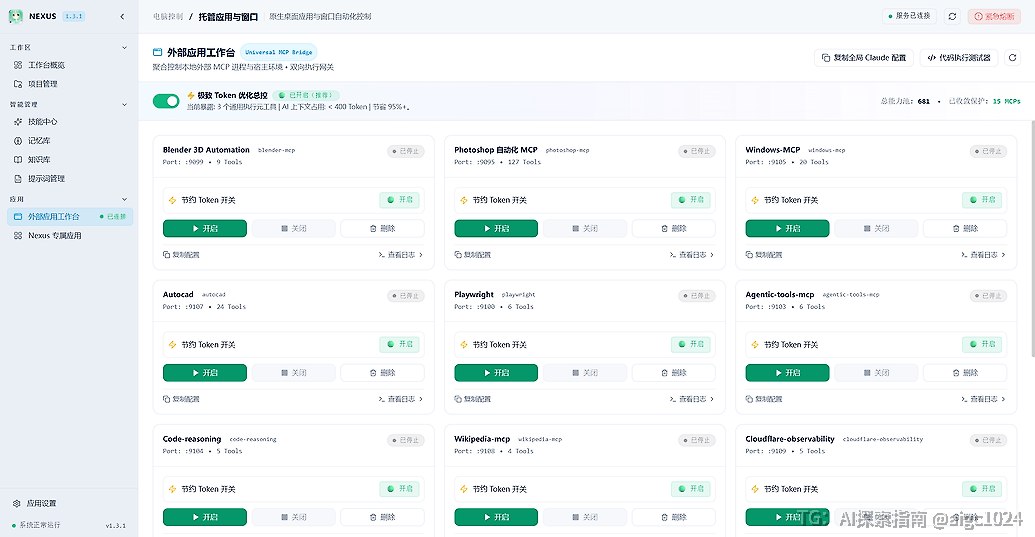 NEXUS 1.3.1
电脑控制 / 托管应用与窗口 原生桌面应用与窗口自动化控制
服务已连接
紧急熔断
工作区
工作台概览
项目管理
智能管理
技能中心
记忆库
知识库
提示词管理
应用
外部应用工作台 已连接
Nexus 专属应用
应用设置
系统正常运行 v1.3.1
外部应用工作台 Universal MCP Bridge
聚合控制本地外部 MCP 进程与宿主环境 • 双向执行网关
复制全局 Claude 配置
代码执行测试器
极致 Token 优化总控 已开启（推荐）
当前暴露: 3 个通用执行元工具 | AI 上下文占用: < 400 Token | 节省 95%+。
总能力池: 681 • 已收敛保护: 15 MCPs
Blender 3D Automation blender-mcp 已停止
Port: :9099 • 9 Tools
节约 Token 开关 开启
开启 关闭 删除
复制配置 查看日志
Photoshop 自动化 MCP photoshop-mcp 已停止
Port: :9095 • 127 Tools
节约 Token 开关 开启
开启 关闭 删除
复制配置 查看日志
Windows-MCP windows-mcp 已停止
Port: :9105 • 20 Tools
节约 Token 开关 开启
开启 关闭 删除
复制配置 查看日志
Autocad autocad 已停止
Port: :9107 • 24 Tools
节约 Token 开关 开启
开启 关闭 删除
复制配置 查看日志
Playwright playwright 已停止
Port: :9100 • 6 Tools
节约 Token 开关 开启
开启 关闭 删除
复制配置 查看日志
Agentic-tools-mcp agentic-tools-mcp 已停止
Port: :9103 • 6 Tools
节约 Token 开关 开启
开启 关闭 删除
复制配置 查看日志
Code-reasoning code-reasoning 已停止
Port: :9104 • 5 Tools
节约 Token 开关 开启
开启 关闭 删除
Wikipedia-mcp wikipedia-mcp 已停止
Port: :9108 • 4 Tools
节约 Token 开关 开启
开启 关闭 删除
Cloudflare-observability cloudflare-observability 已停止
Port: :9109 • 5 Tools
节约 Token 开关 开启
开启
AI探索指南 @aigc1024